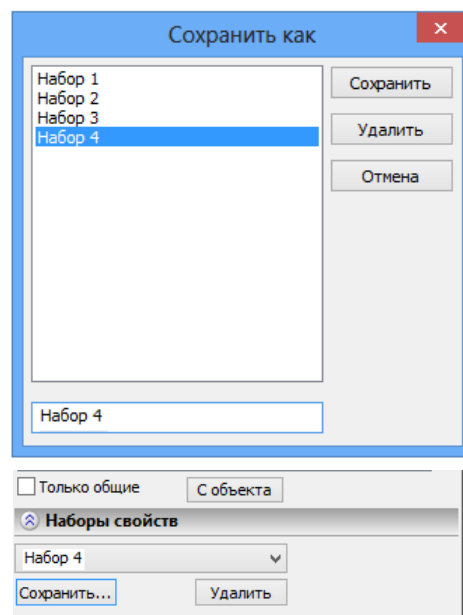 Сохранить как
Набор 1
Набор 2
Набор 3
Набор 4
Сохранить
Удалить
Отмена
Набор 4
Только общие
С объекта
Наборы свойств
Набор 4
Сохранить...
Удалить